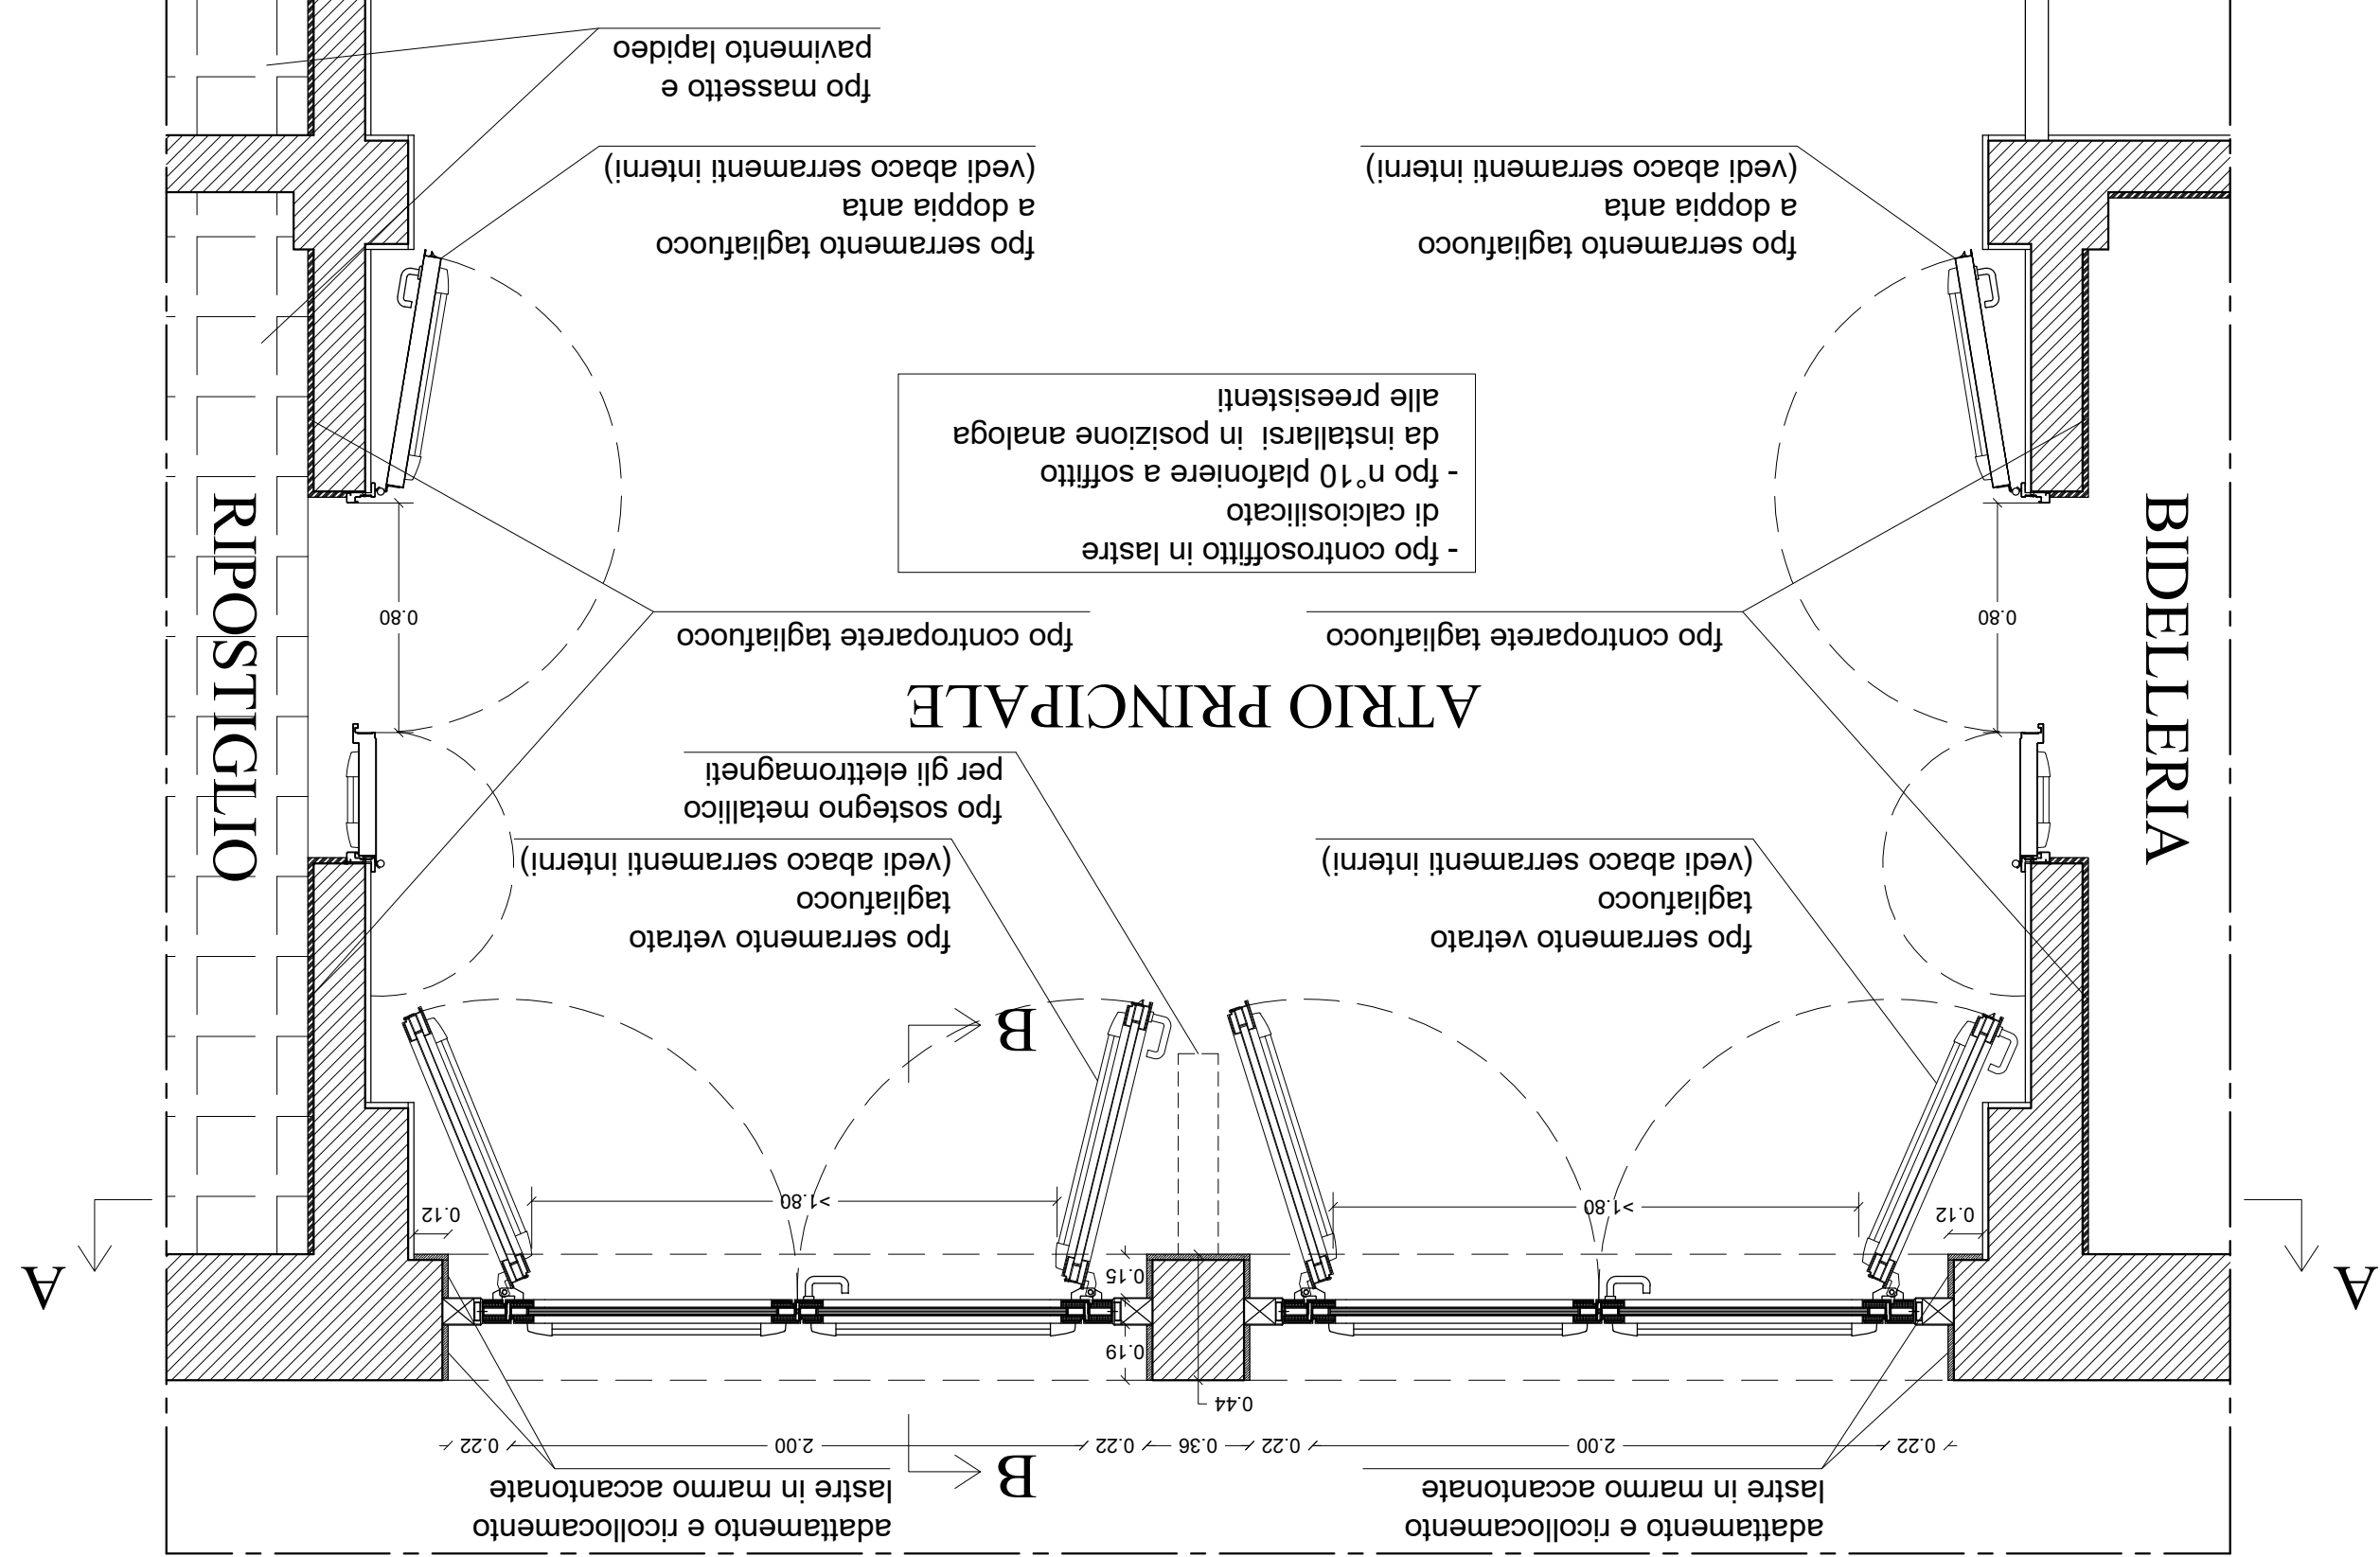 adattamento e ricollocamento
lastre in marmo accantonate
adattamento e ricollocamento
lastre in marmo accantonate
B
0.22
2.00
0.22
0.36
0.22
2.00
0.22
0.44
0.19
A
A
0.15
0.12
>1.80
>1.80
0.12
B
fpo serramento vetrato
tagliafuoco
(vedi abaco serramenti interni)
fpo serramento vetrato
tagliafuoco
(vedi abaco serramenti interni)
fpo sostegno metallico
per gli elettromagneti
BIDELLERIA
ATRIO PRINCIPALE
RIPOSTIGLIO
fpo controparete tagliafuoco
fpo controparete tagliafuoco
0.80
0.80
- fpo controsoffitto in lastre
di calciosilicato
- fpo n°10 plafoniere a soffitto
da installarsi in posizione analoga
alle preesistenti
fpo serramento tagliafuoco
a doppia anta
(vedi abaco serramenti interni)
fpo serramento tagliafuoco
a doppia anta
(vedi abaco serramenti interni)
fpo massetto e
pavimento lapideo